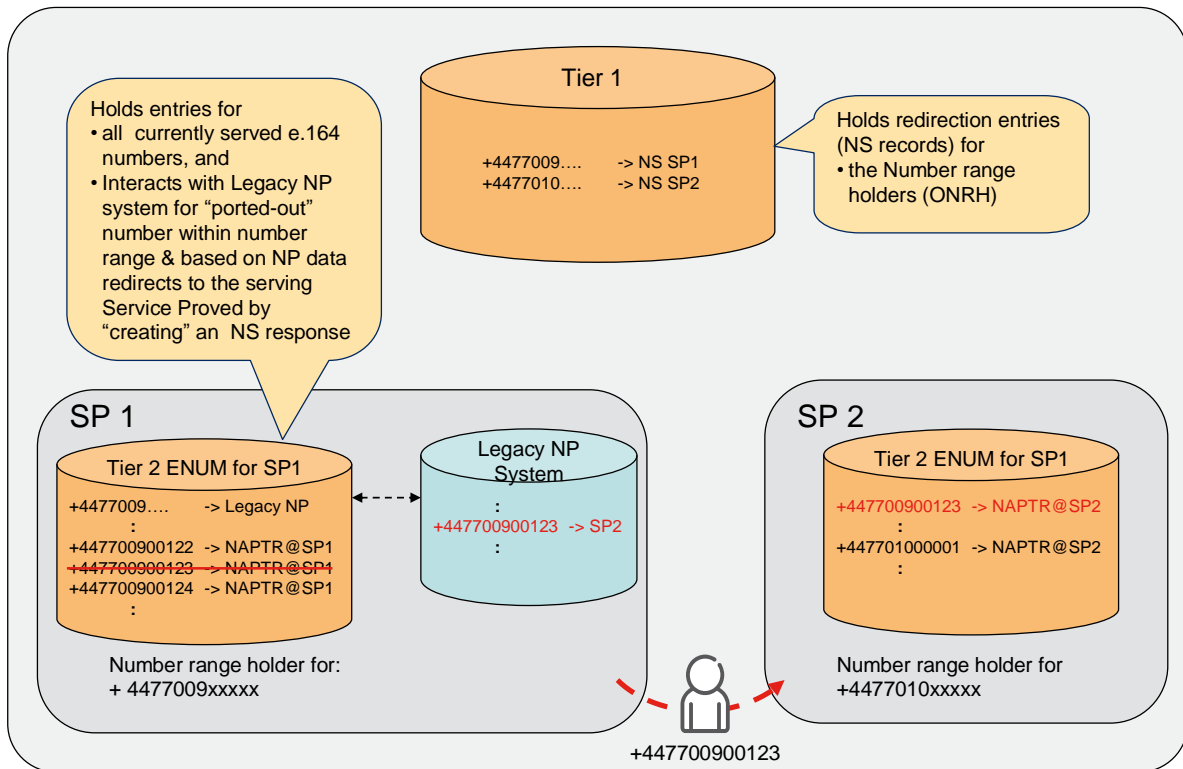 Tier 1
+4477009…. -> NS SP1
+4477010…. -> NS SP2
Holds entries for
• all currently served e.164
numbers, and
• Interacts with Legacy NP
system for “ported-out”
number within number
range & based on NP data
redirects to the serving
Service Proved by
“creating” an NS response
Holds redirection entries
(NS records) for
• the Number range
holders (ONRH)
SP 1
Tier 2 ENUM for SP1
+4477009…. -> Legacy NP
:
+447700900122 -> NAPTR@SP1
+447700900123 -> NAPTR@SP1
+447700900124 -> NAPTR@SP1
:
Legacy NP
System
:
+447700900123 -> SP2
:
Number range holder for:
+ 4477009xxxxx
SP 2
Tier 2 ENUM for SP1
+447700900123 -> NAPTR@SP2
:
+447701000001 -> NAPTR@SP2
:
Number range holder for
+4477010xxxxx
+447700900123